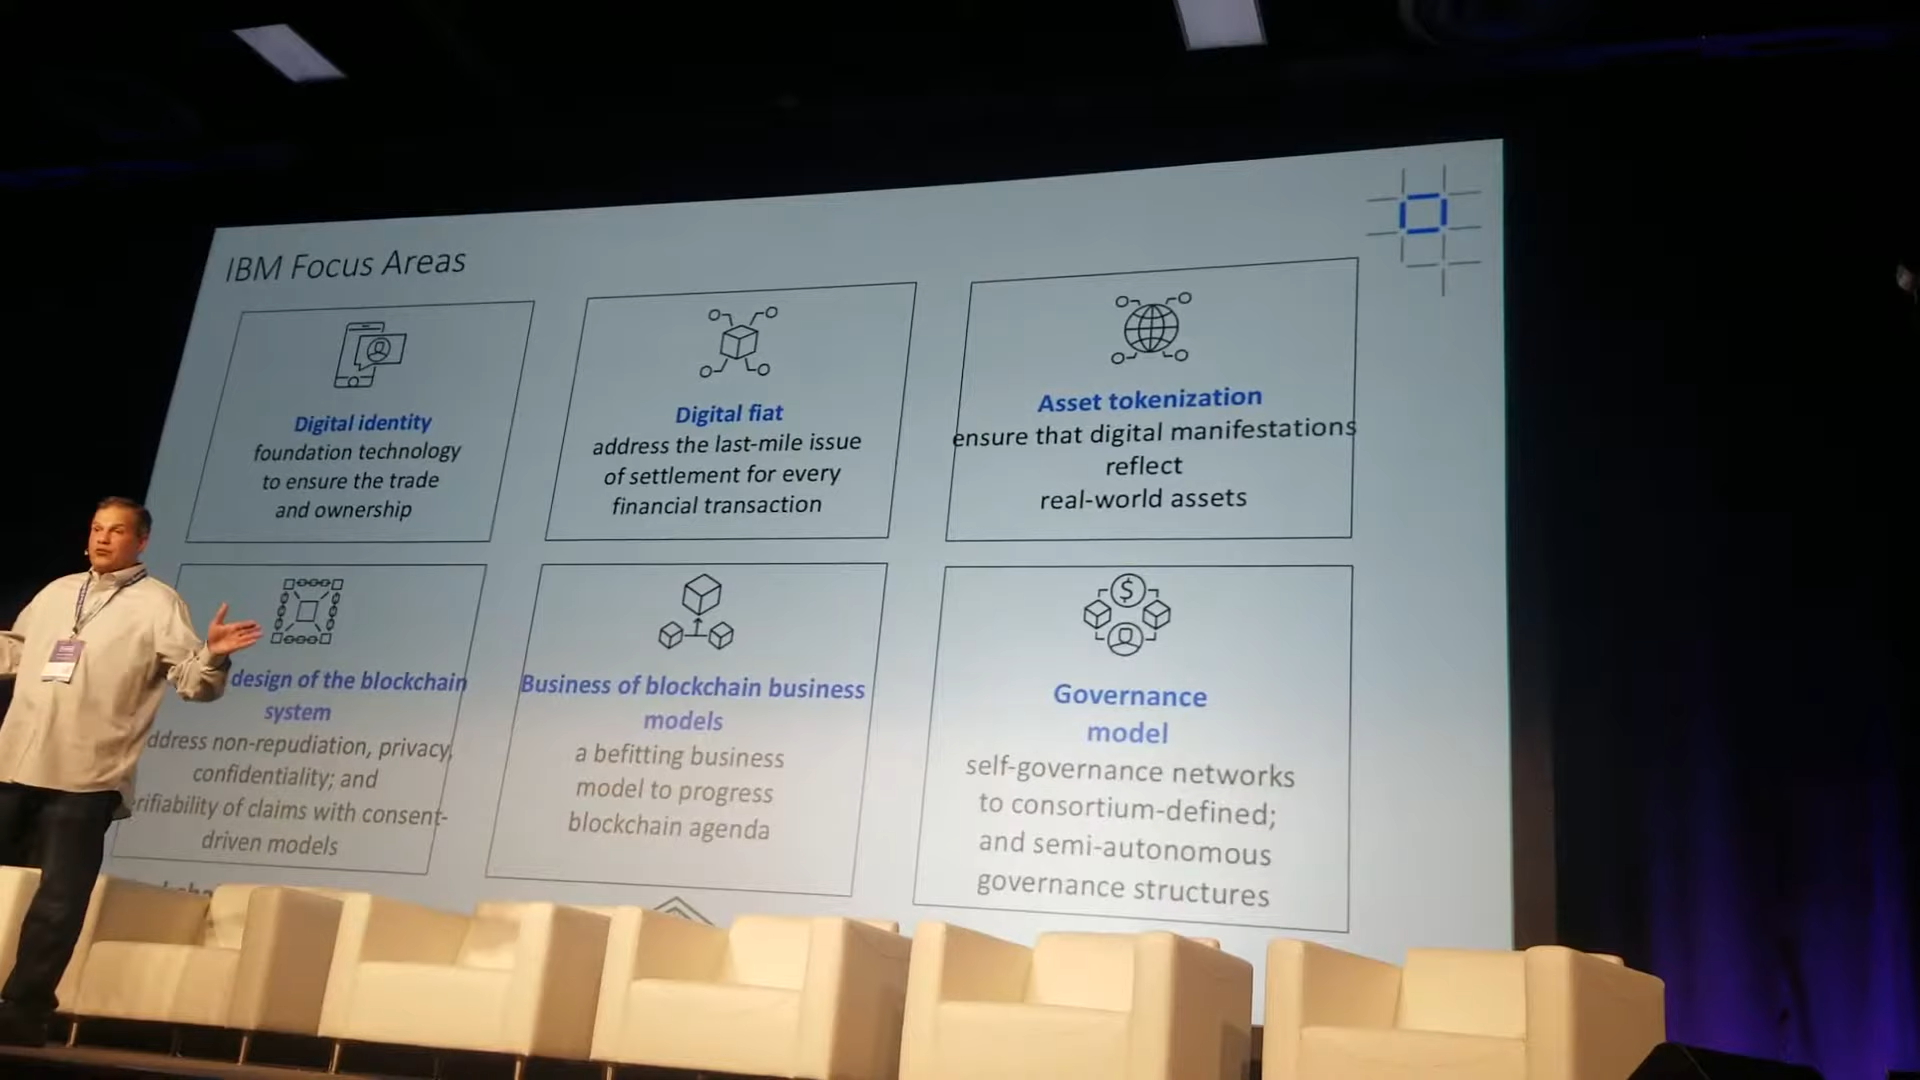 IBM Focus Areas
Digital identity
foundation technology
to ensure the trade
and ownership
Digital fiat
address the last-mile issue
of settlement for every
financial transaction
Asset tokenization
ensure that digital manifestations
reflect
real-world assets
design of the blockchain
system
ddress non-repudiation, privacy,
confidentiality; and
rifiability of claims with consent-
driven models
Business of blockchain business
models
a befitting business
model to progress
blockchain agenda
Governance
model
self-governance networks
to consortium-defined;
and semi-autonomous
governance structures